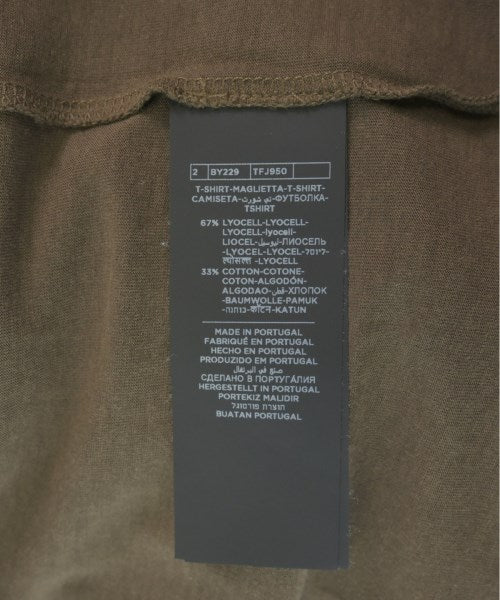 2 BY229 TFJ950
T-SHIRT-MAGLIETTA-T-SHIRT-
CAMISETA-تي شورت-ФУТБОЛКА-
TSHIRT
67% LYOCELL-LYOCELL-
LYOCELL-lyocell-
LIOCEL-ليوسيل-ЛИОСЕЛЬ
-LYOCEL-LYOCEL-ליוסל-
ल्योसेल्ल -LYOCELL
33% COTTON-COTONE-
COTON-ALGODÓN-
ALGODAO-قطن-ХЛОПОК
-BAUMWOLLE-PAMUK
-כותנה-कॉटन-KATUN
MADE IN PORTUGAL
FABRIQUÉ EN PORTUGAL
HECHO EN PORTUGAL
PRODUZIDO EM PORTUGAL
صنع في البرتغال
СДЕЛАНО В ПОРТУГАЛИЯ
HERGESTELLT IN PORTUGAL
PORTEKIZ MALIDIR
תוצרת פורטוגל
BUATAN PORTUGAL